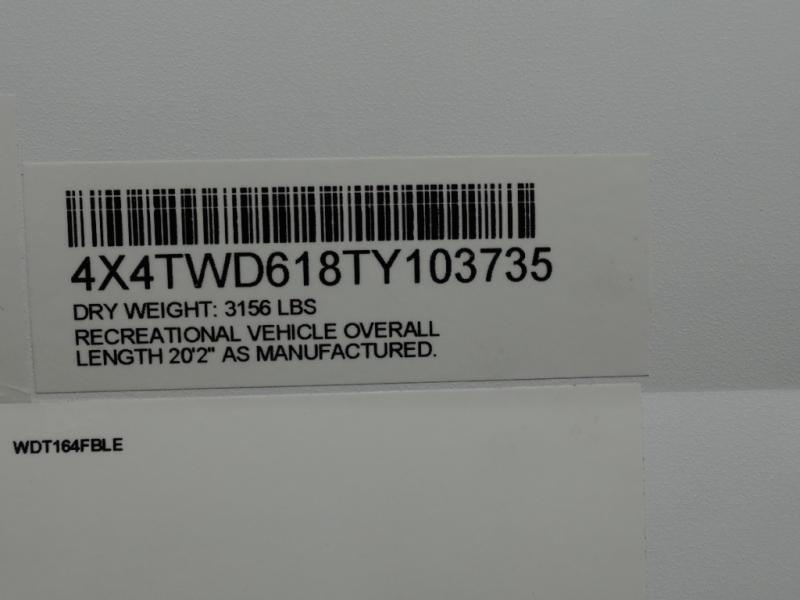 4X4TWD618TY103735
DRY WEIGHT: 3156 LBS
RECREATIONAL VEHICLE OVERALL
LENGTH 20'2" AS MANUFACTURED.
WDT164FBLE